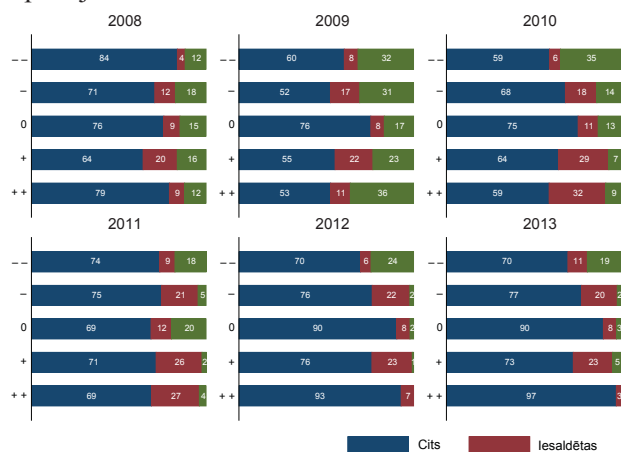 2008 2009 2010
– – 84 4 12 – – 60 8 32 – – 59 6 35
– 71 12 18 – 52 17 31 – 68 18 14
0 76 9 15 0 76 8 17 0 75 11 13
+ 64 20 16 + 55 22 23 + 64 29 7
+ + 79 9 12 + + 53 11 36 + + 59 32 9
2011 2012 2013
– – 74 9 18 – – 70 6 24 – – 70 11 19
– 75 21 5 – 76 22 2 – 77 20 2
0 69 12 20 0 90 8 2 0 90 8 3
+ 71 26 2 + 76 23 1 + 73 23 5
+ + 69 27 4 + + 93 7 + + 97 3
Cits Iesaldētas